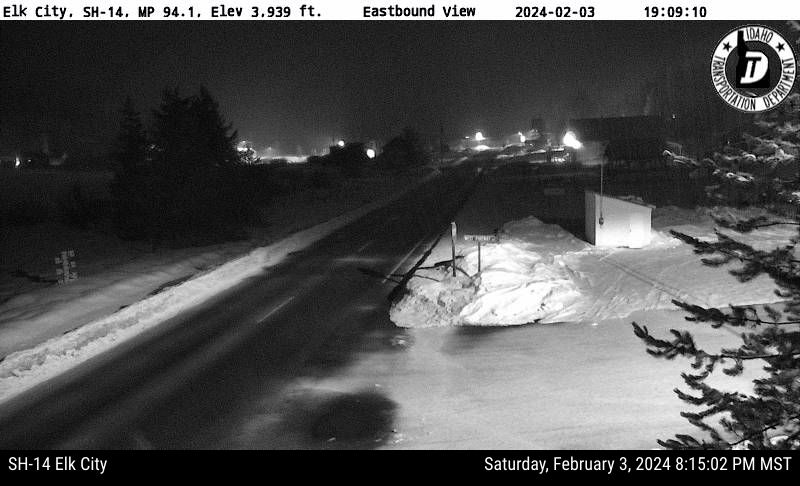 Elk City, SH-14, MP 94.1, Elev 3,939 ft. Eastbound View 2024-02-03 19:09:10
IDAHO
TRANSPORTATION DEPARTMENT
SH-14 Elk City Saturday, February 3, 2024 8:15:02 PM MST